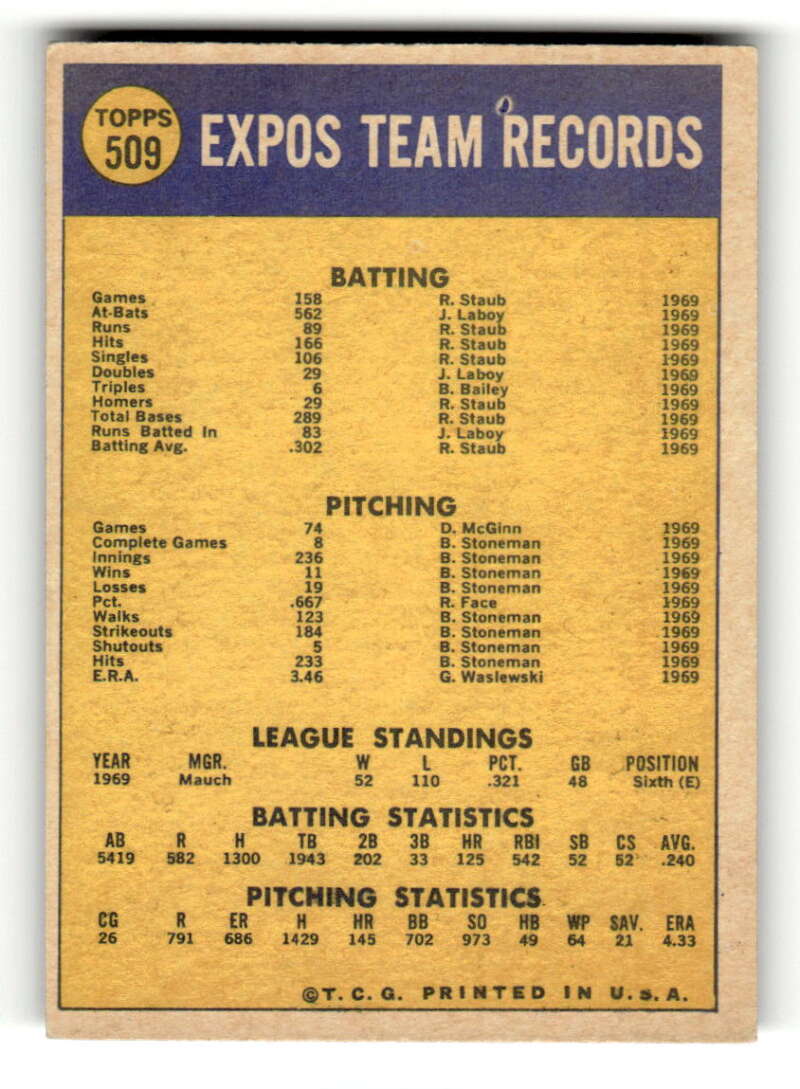 TOPPS
509
EXPOS TEAM RECORDS
BATTING
Games 158 R. Staub 1969
At-Bats 562 J. Laboy 1969
Runs 89 R. Staub 1969
Hits 166 R. Staub 1969
Singles 106 R. Staub 1969
Doubles 29 J. Laboy 1969
Triples 6 B. Bailey 1969
Homers 29 R. Staub 1969
Total Bases 289 R. Staub 1969
Runs Batted In 83 J. Laboy 1969
Batting Avg. .302 R. Staub 1969
PITCHING
Games 74 D. McGinn 1969
Complete Games 8 B. Stoneman 1969
Innings 236 B. Stoneman 1969
Wins 11 B. Stoneman 1969
Losses 19 B. Stoneman 1969
Pct. .667 R. Face 1969
Walks 123 B. Stoneman 1969
Strikeouts 184 B. Stoneman 1969
Shutouts 5 B. Stoneman 1969
Hits 233 B. Stoneman 1969
E.R.A. 3.46 G. Waslewski 1969
LEAGUE STANDINGS
YEAR MGR. W L PCT. GB POSITION
1969 Mauch 52 110 .321 48 Sixth (E)
BATTING STATISTICS
AB R H TB 2B 3B HR RBI SB CS AVG.
5419 582 1300 1943 202 33 125 542 52 52 .240
PITCHING STATISTICS
CG R ER H HR BB SO HB WP SAV. ERA
26 791 686 1429 145 702 973 49 64 21 4.33
©T.C.G. PRINTED IN U.S.A.